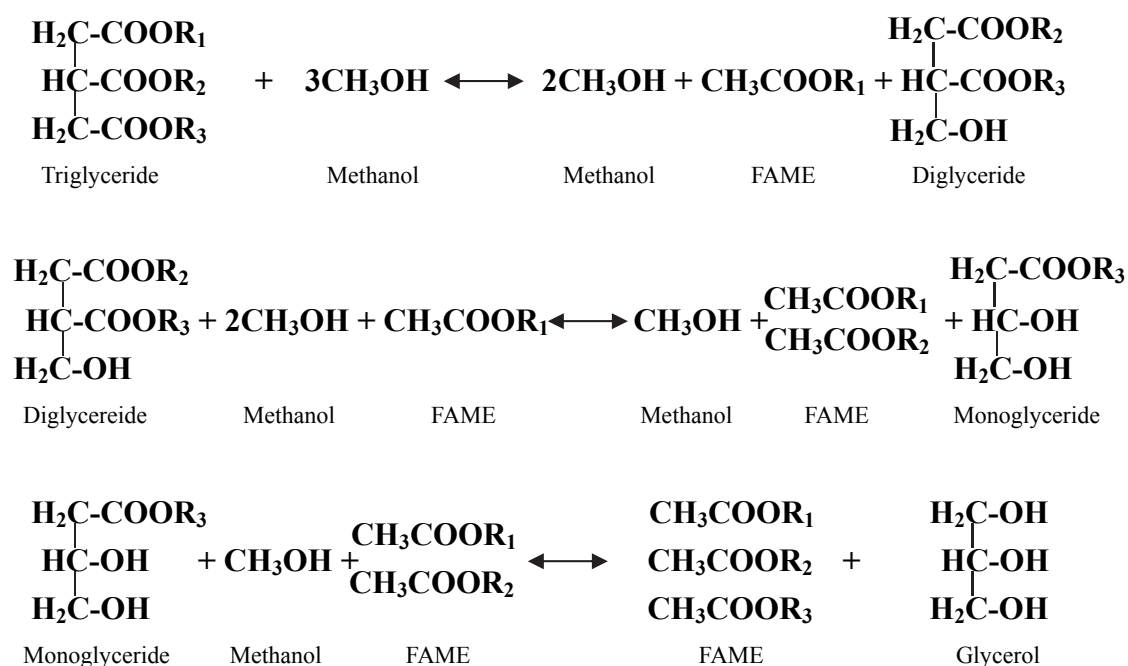 H₂C-COOR₁ H₂C-COOR₂
HC-COOR₂ + 3CH₃OH ⟷ 2CH₃OH + CH₃COOR₁ + HC-COOR₃
H₂C-COOR₃ H₂C-OH
Triglyceride Methanol Methanol FAME Diglyceride
H₂C-COOR₂ CH₃COOR₁ H₂C-COOR₃
HC-COOR₃ + 2CH₃OH + CH₃COOR₁ ⟷ CH₃OH + CH₃COOR₂ + HC-OH
H₂C-OH H₂C-OH
Diglycereide Methanol FAME Methanol FAME Monoglyceride
H₂C-COOR₃ CH₃COOR₁ CH₃COOR₁ H₂C-OH
HC-OH + CH₃OH + CH₃COOR₂ ⟷ CH₃COOR₂ + HC-OH
H₂C-OH CH₃COOR₃ H₂C-OH
Monoglyceride Methanol FAME FAME Glycerol